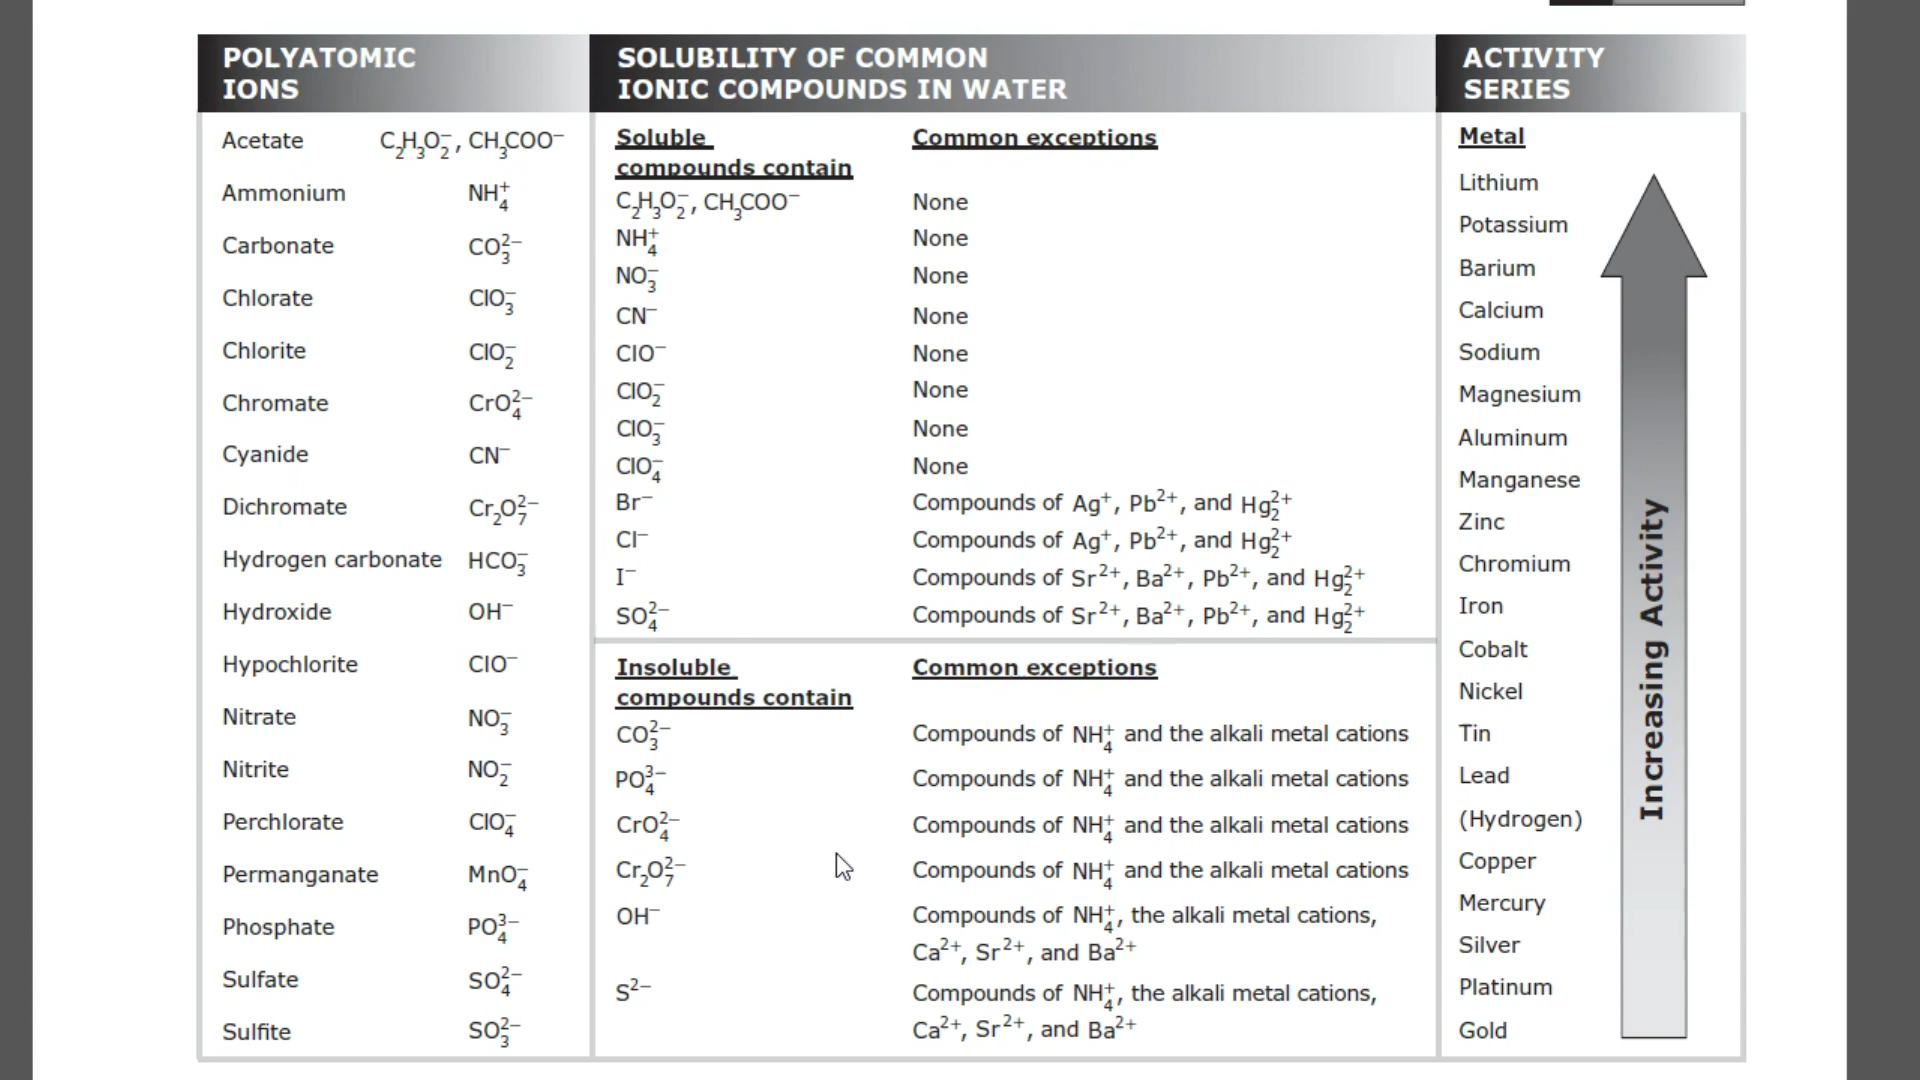 POLYATOMIC
IONS
Acetate C₂H₃O₂⁻, CH₃COO⁻
Ammonium NH₄⁺
Carbonate CO₃²⁻
Chlorate ClO₃⁻
Chlorite ClO₂⁻
Chromate CrO₄²⁻
Cyanide CN⁻
Dichromate Cr₂O₇²⁻
Hydrogen carbonate HCO₃⁻
Hydroxide OH⁻
Hypochlorite ClO⁻
Nitrate NO₃⁻
Nitrite NO₂⁻
Perchlorate ClO₄⁻
Permanganate MnO₄⁻
Phosphate PO₄³⁻
Sulfate SO₄²⁻
Sulfite SO₃²⁻
SOLUBILITY OF COMMON
IONIC COMPOUNDS IN WATER
Soluble Common exceptions
compounds contain
C₂H₃O₂⁻, CH₃COO⁻ None
NH₄⁺ None
NO₃⁻ None
CN⁻ None
ClO⁻ None
ClO₂⁻ None
ClO₃⁻ None
ClO₄⁻ None
Br⁻ Compounds of Ag⁺, Pb²⁺, and Hg₂²⁺
Cl⁻ Compounds of Ag⁺, Pb²⁺, and Hg₂²⁺
I⁻ Compounds of Sr²⁺, Ba²⁺, Pb²⁺, and Hg₂²⁺
SO₄²⁻ Compounds of Sr²⁺, Ba²⁺, Pb²⁺, and Hg₂²⁺
Insoluble Common exceptions
compounds contain
CO₃²⁻ Compounds of NH₄⁺ and the alkali metal cations
PO₄³⁻ Compounds of NH₄⁺ and the alkali metal cations
CrO₄²⁻ Compounds of NH₄⁺ and the alkali metal cations
Cr₂O₇²⁻ Compounds of NH₄⁺ and the alkali metal cations
OH⁻ Compounds of NH₄⁺, the alkali metal cations,
Ca²⁺, Sr²⁺, and Ba²⁺
S²⁻ Compounds of NH₄⁺, the alkali metal cations,
Ca²⁺, Sr²⁺, and Ba²⁺
ACTIVITY
SERIES
Metal
Lithium
Potassium
Barium
Calcium
Sodium
Magnesium
Aluminum
Manganese
Zinc
Chromium
Iron
Cobalt
Nickel
Tin
Lead
(Hydrogen)
Copper
Mercury
Silver
Platinum
Gold
Increasing Activity